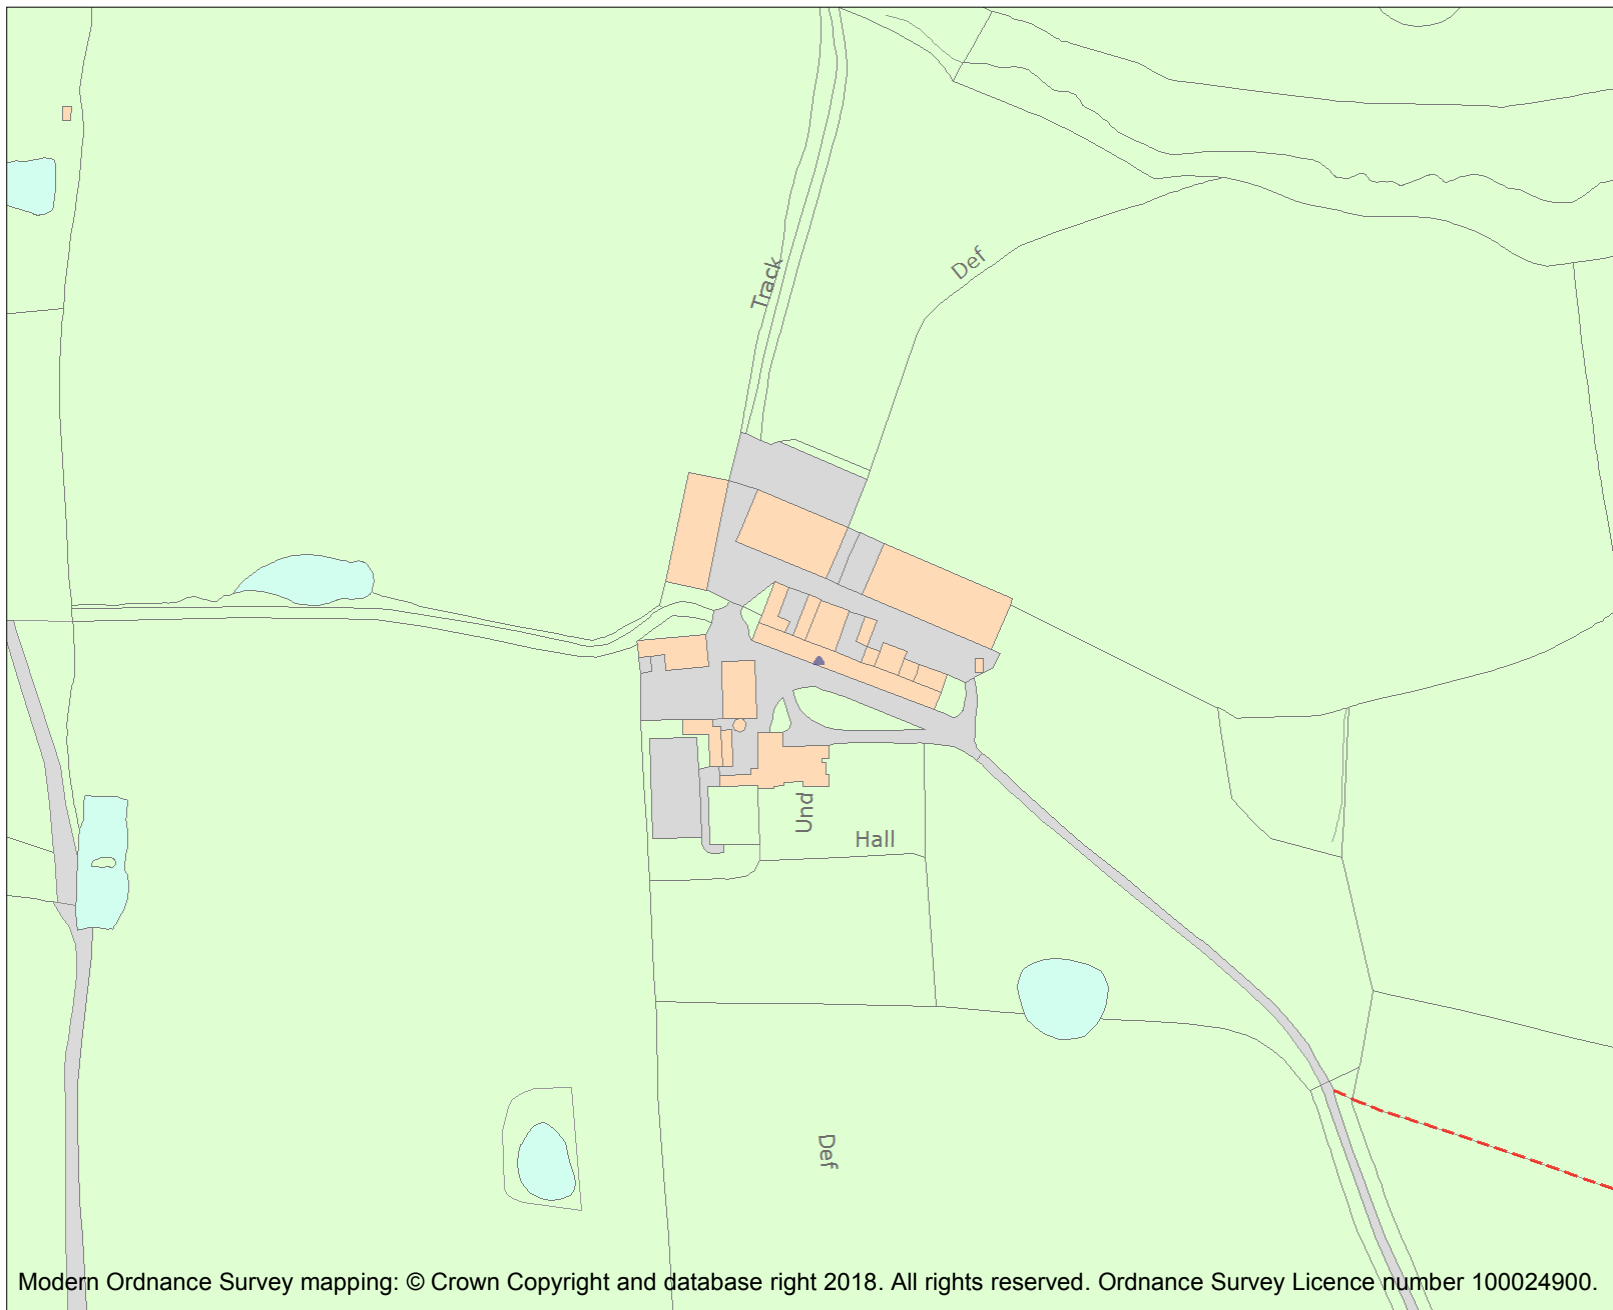 Track
Def
Und
Hall
Def
Modern Ordnance Survey mapping: © Crown Copyright and database right 2018. All rights reserved. Ordnance Survey Licence number 100024900.